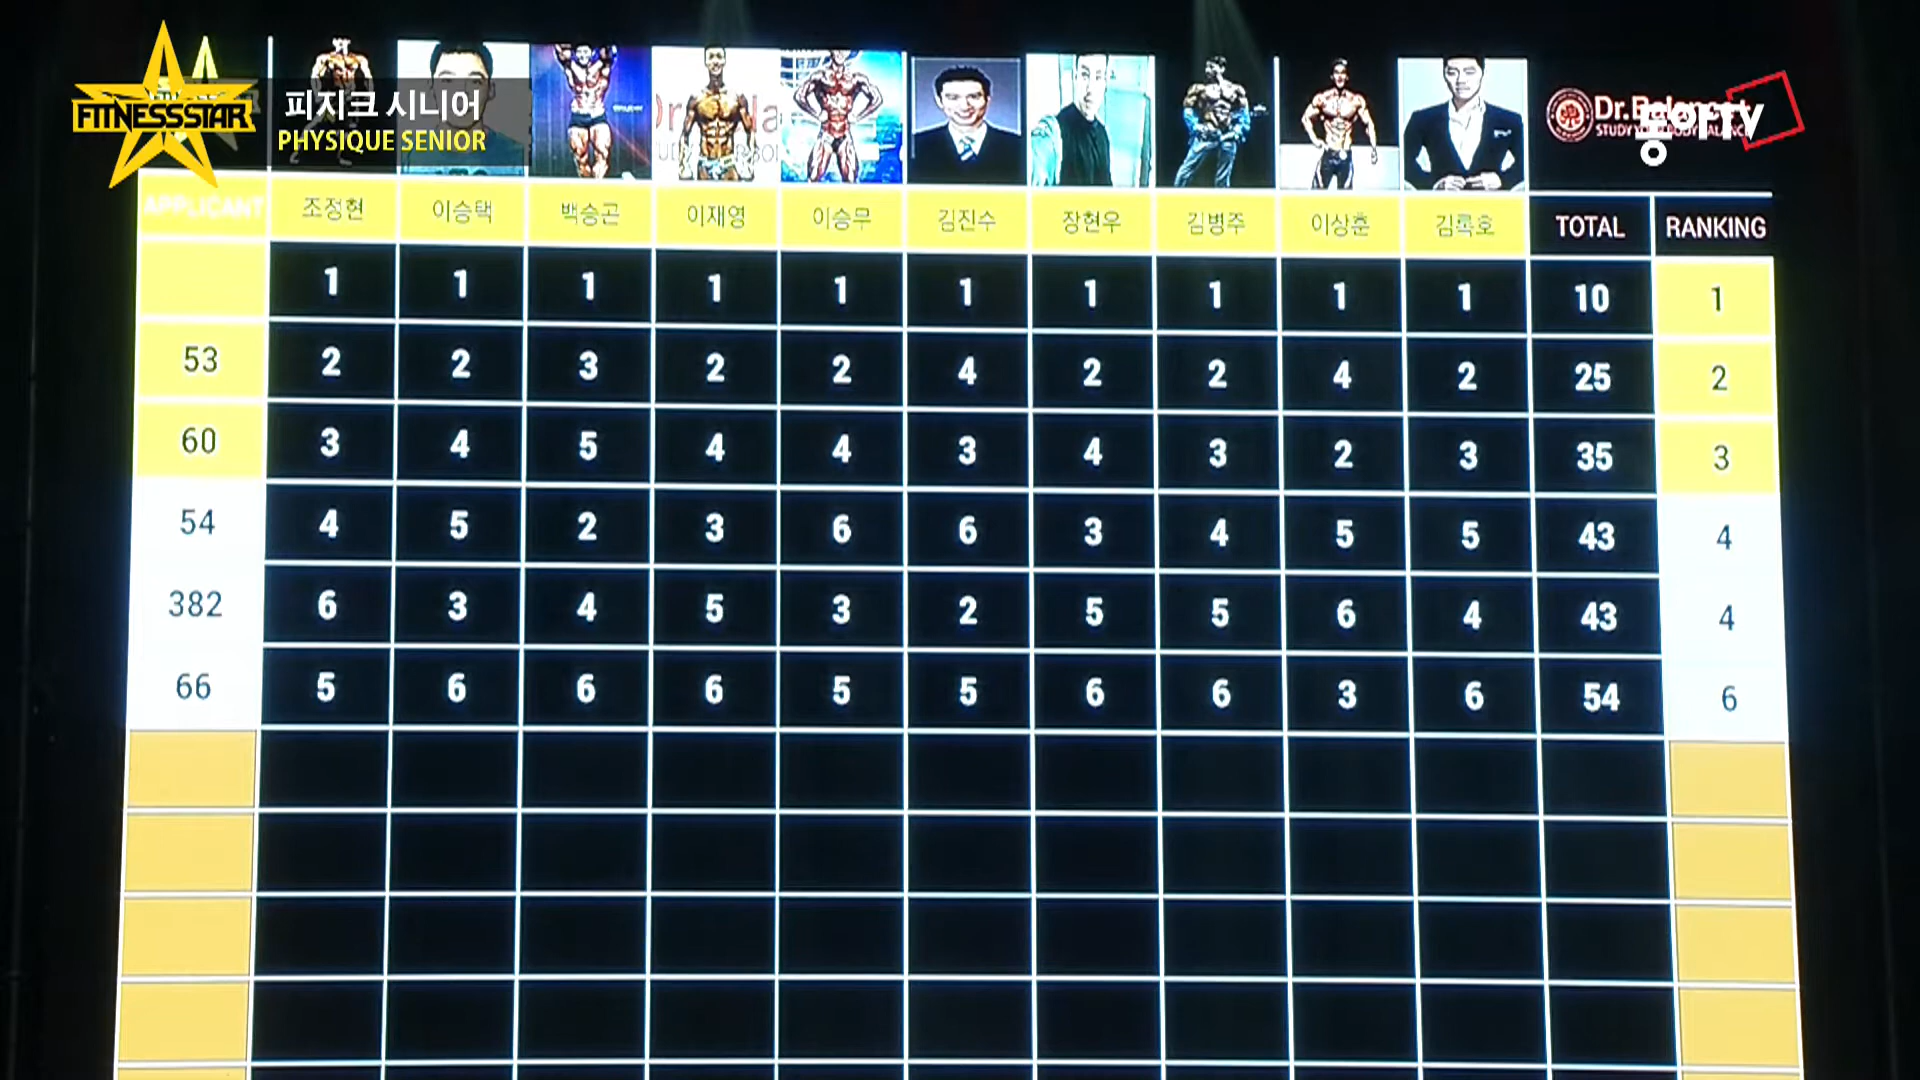 FITNESSSTAR
피지크 시니어
PHYSIQUE SENIOR
Dr.Balance
APPLICANT 조정현 이승택 백승곤 이재영 이승무 김진수 장현우 김병주 이상훈 김록호 TOTAL RANKING
1 1 1 1 1 1 1 1 1 1 10 1
53 2 2 3 2 2 4 2 2 4 2 25 2
60 3 4 5 4 4 3 4 3 2 3 35 3
54 4 5 2 3 6 6 3 4 5 5 43 4
382 6 3 4 5 3 2 5 5 6 4 43 4
66 5 6 6 6 5 5 6 6 3 6 54 6